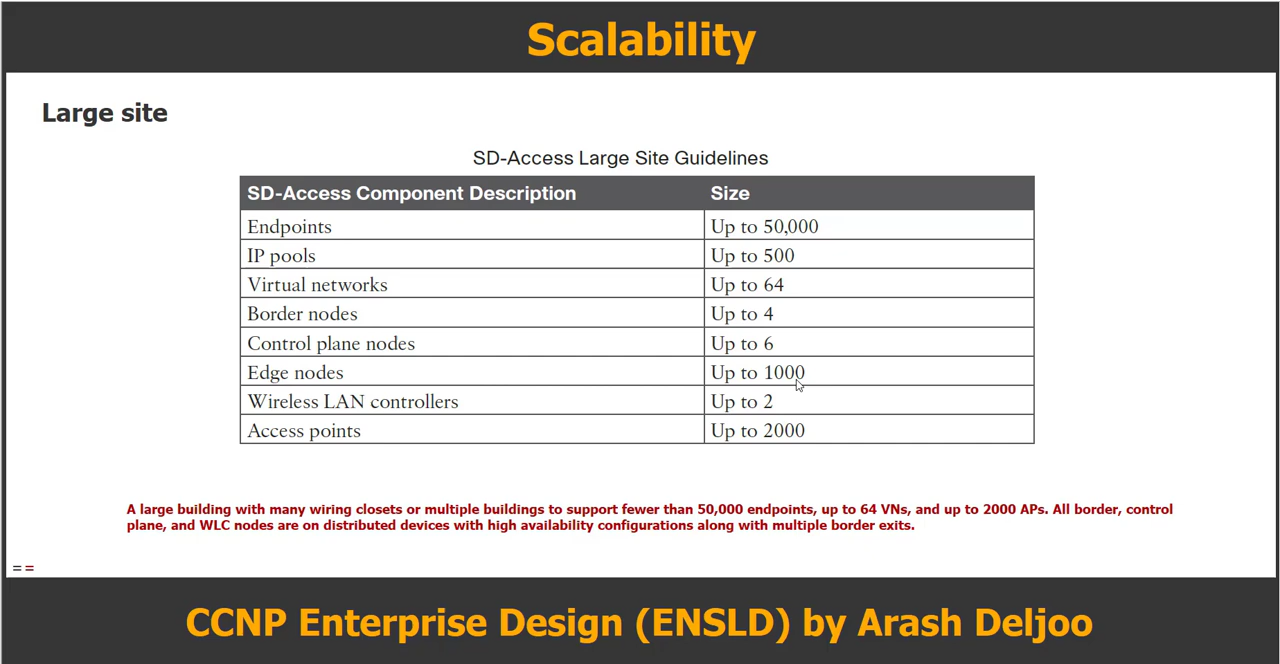 Scalability
Large site
SD-Access Large Site Guidelines
SD-Access Component Description Size
Endpoints Up to 50,000
IP pools Up to 500
Virtual networks Up to 64
Border nodes Up to 4
Control plane nodes Up to 6
Edge nodes Up to 1000
Wireless LAN controllers Up to 2
Access points Up to 2000
A large building with many wiring closets or multiple buildings to support fewer than 50,000 endpoints, up to 64 VNs, and up to 2000 APs. All border, control
plane, and WLC nodes are on distributed devices with high availability configurations along with multiple border exits.
==
CCNP Enterprise Design (ENSLD) by Arash Deljoo